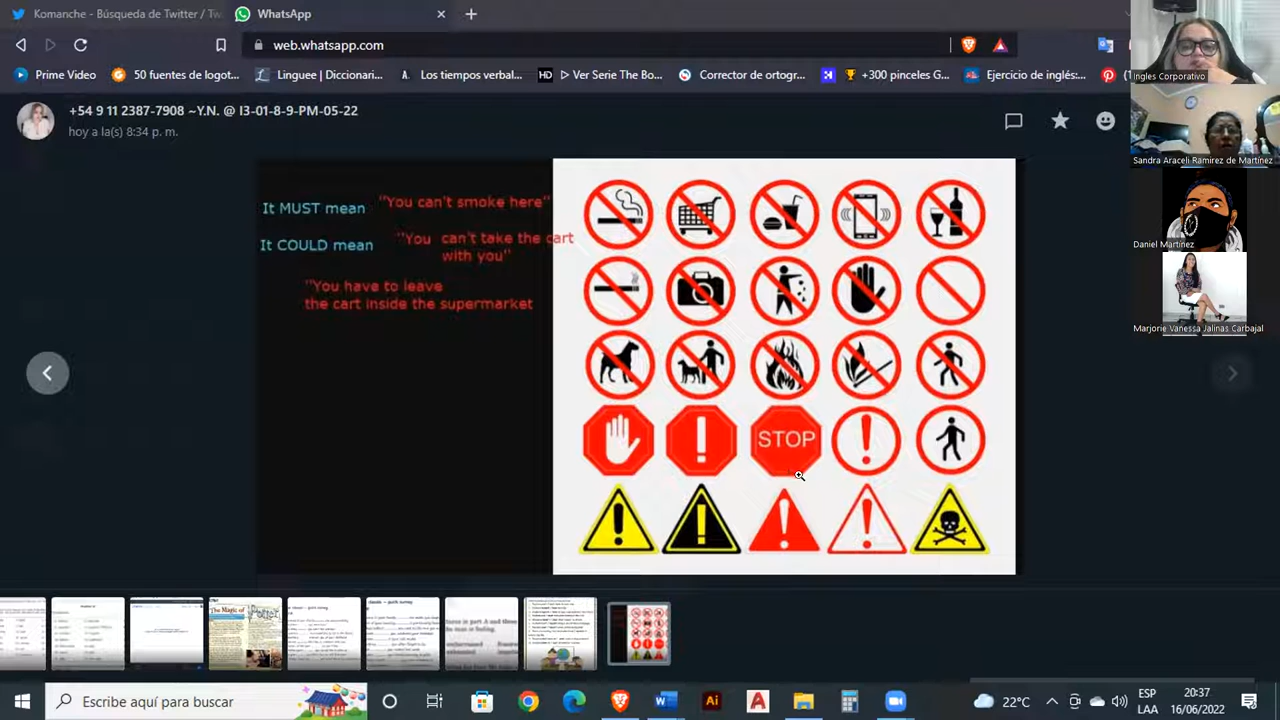 Komanche - Búsqueda de Twitter / Tw
WhatsApp
web.whatsapp.com
Prime Video
50 fuentes de logot...
Linguee | Diccionari...
Los tiempos verbal...
HD ▷ Ver Serie The Bo...
Corrector de ortogr...
+300 pinceles G...
Ejercicio de inglés:...
+54 9 11 2387-7908 ~Y.N. @ I3-01-8-9-PM-05-22
hoy a la(s) 8:34 p. m.
It MUST mean "You can't smoke here"
It COULD mean "You can't take the cart
with you"
"You have to leave
the cart inside the supermarket
STOP
Ingles Corporativo
Sandra Araceli Ramirez de Martínez
Daniel Martinez
Marjorie Vanessa Jalinas Carbajal
The Magic of
Escribe aquí para buscar
22°C
ESP
LAA
20:37
16/06/2022